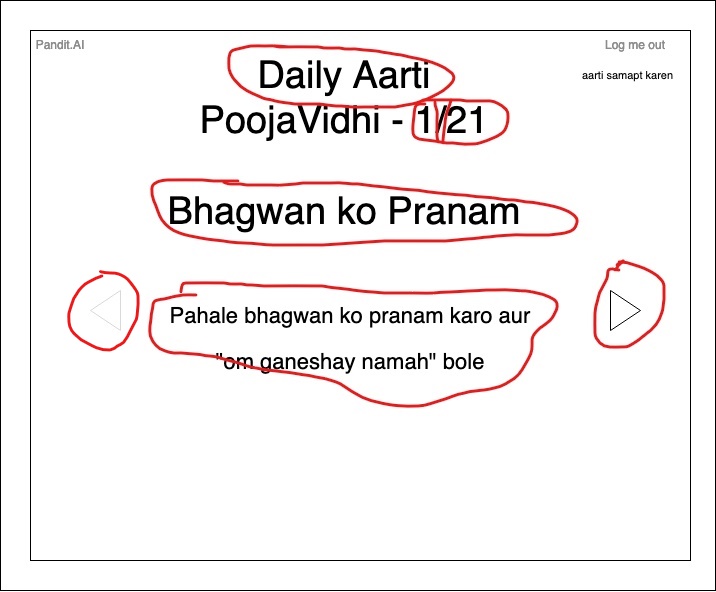 Pandit.AI
Log me out
Daily Aarti
aarti samapt karen
PoojaVidhi - 1/21
Bhagwan ko Pranam
Pahale bhagwan ko pranam karo aur
"om ganeshay namah" bole